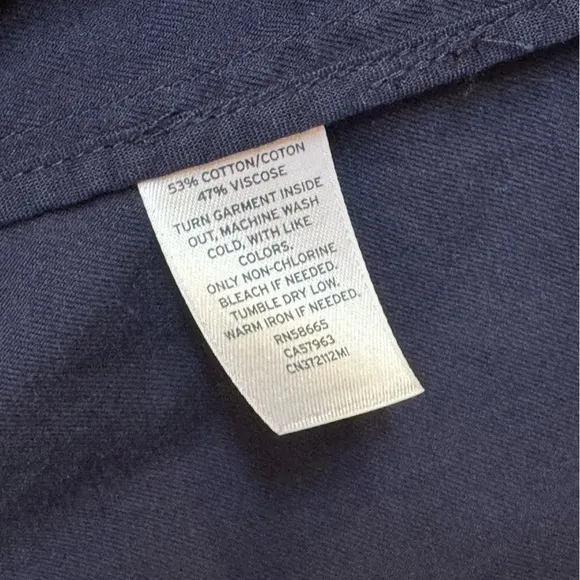 53% COTTON/COTON
47% VISCOSE
TURN GARMENT INSIDE
OUT, MACHINE WASH
COLD, WITH LIKE
COLORS.
ONLY NON-CHLORINE
BLEACH IF NEEDED.
TUMBLE DRY LOW.
WARM IRON IF NEEDED.
RN58665
CA57963
CN372112MI